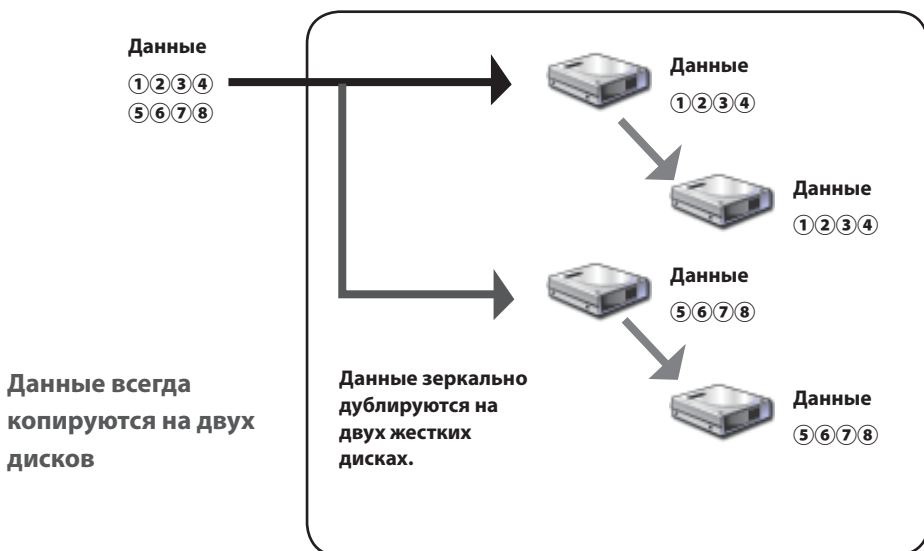 Данные
①②③④
⑤⑥⑦⑧
Данные
①②③④
Данные
①②③④
Данные
⑤⑥⑦⑧
Данные
⑤⑥⑦⑧
Данные зеркально
дублируются на
двух жестких
дисках.
Данные всегда
копируются на двух
дисков